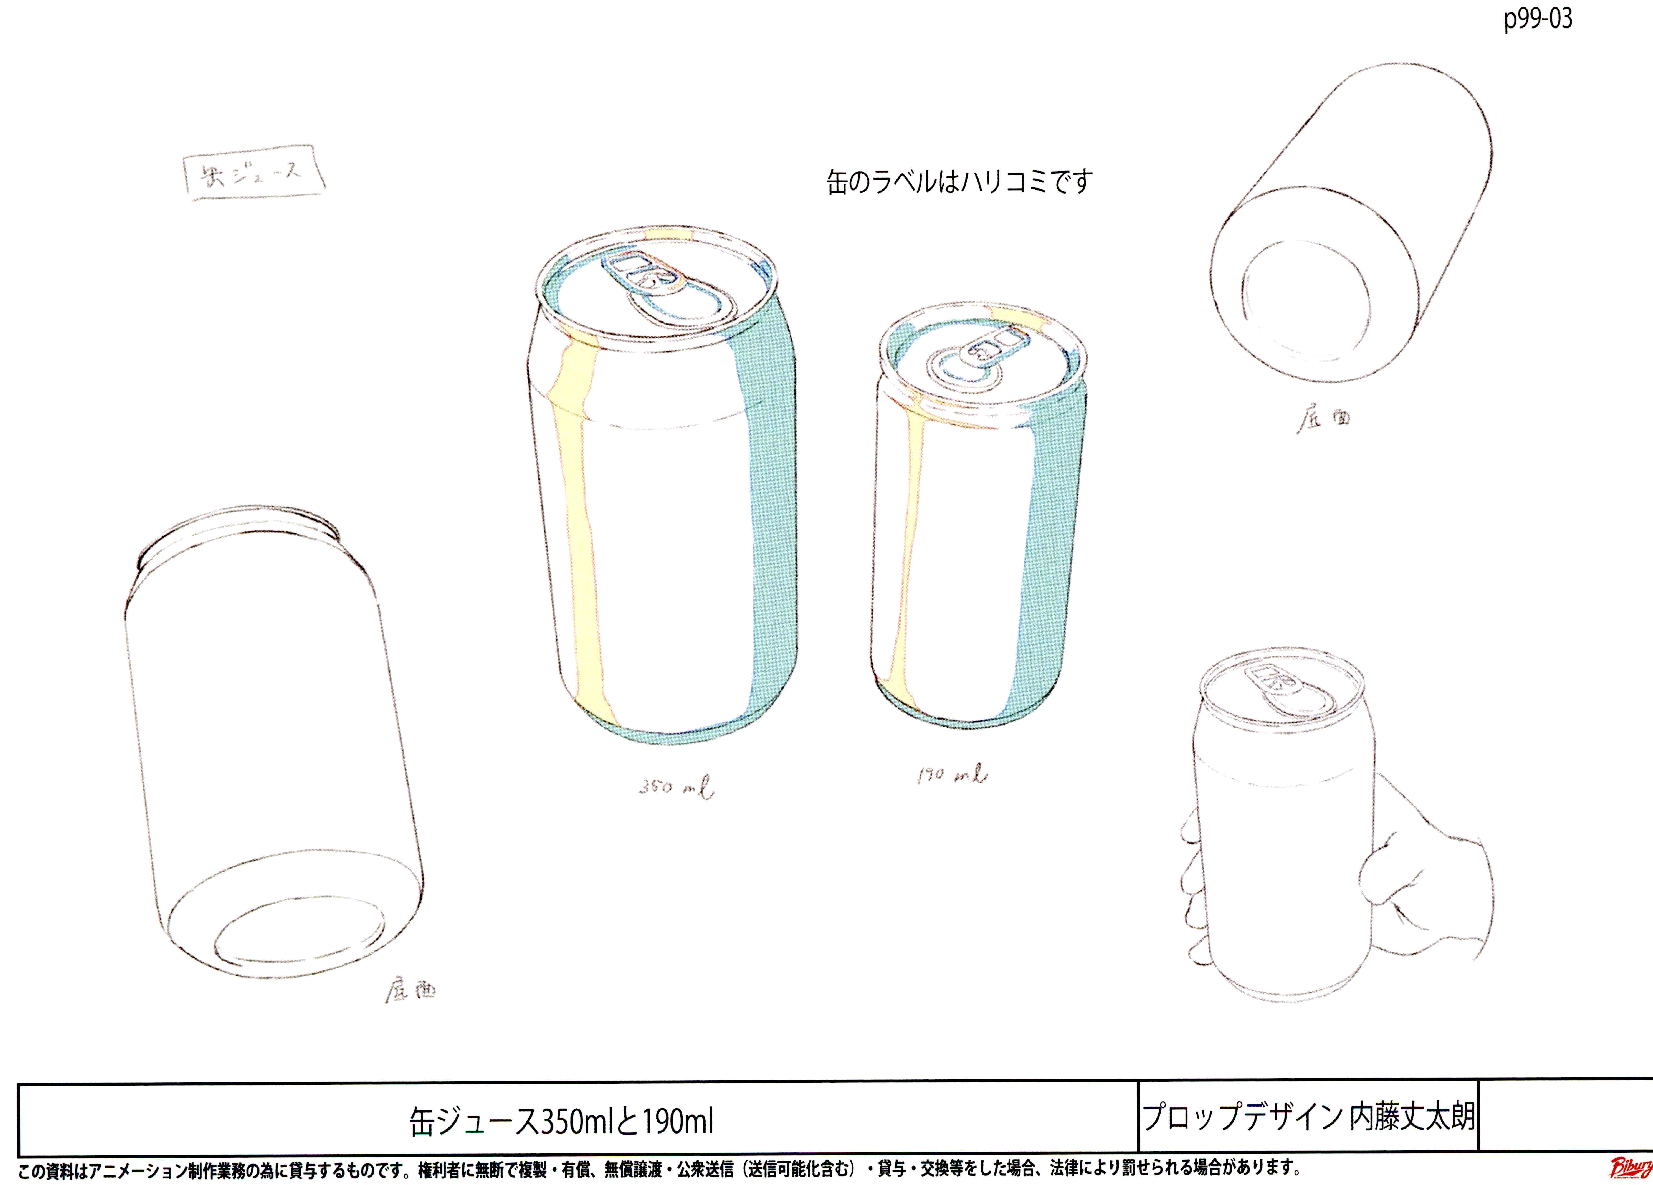 p99-03
缶ジュース
缶のラベルはハリコミです
底面
350 ml
190 ml
底面
缶ジュース350mlと190ml
プロップデザイン 内藤丈太朗
この資料はアニメーション制作業務の為に貸与するものです。権利者に無断で複製・有償、無償譲渡・公衆送信（送信可能化含む）・貸与・交換等をした場合、法律により罰せられる場合があります。
Bibury